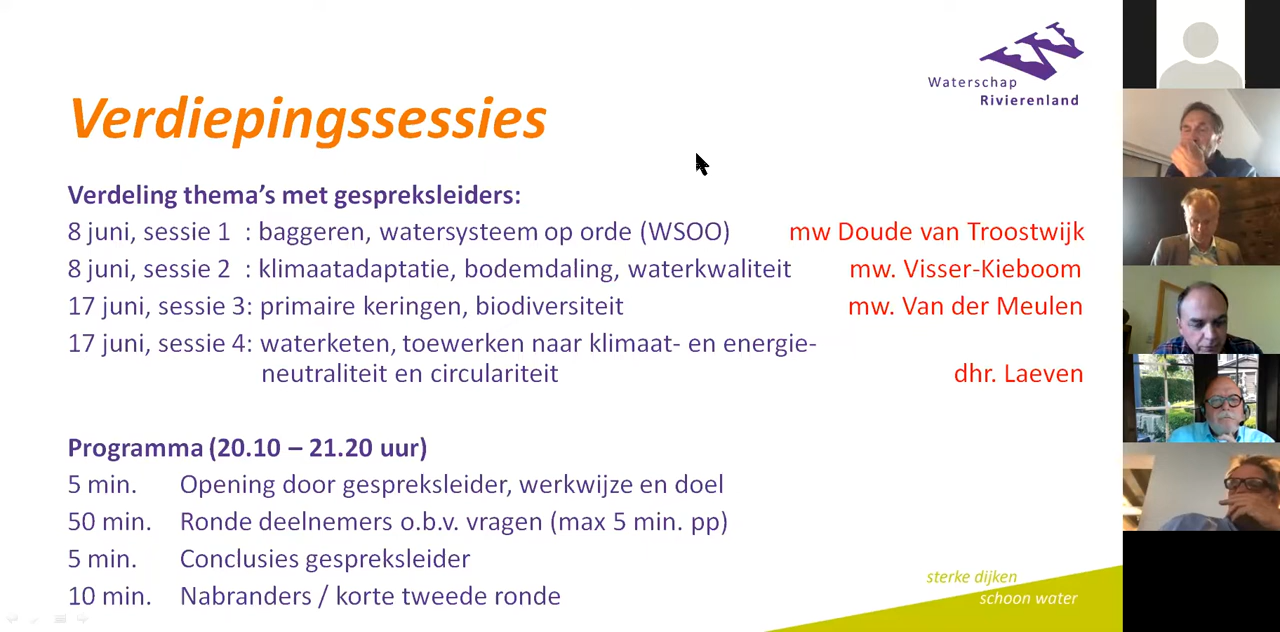 Waterschap
Rivierenland
Verdiepingssessies
Verdeling thema's met gespreksleiders:
8 juni, sessie 1 : baggeren, watersysteem op orde (WSOO) mw Doude van Troostwijk
8 juni, sessie 2 : klimaatadaptatie, bodemdaling, waterkwaliteit mw. Visser-Kieboom
17 juni, sessie 3: primaire keringen, biodiversiteit mw. Van der Meulen
17 juni, sessie 4: waterketen, toewerken naar klimaat- en energie-
neutraliteit en circulariteit dhr. Laeven
Programma (20.10 – 21.20 uur)
5 min. Opening door gespreksleider, werkwijze en doel
50 min. Ronde deelnemers o.b.v. vragen (max 5 min. pp)
5 min. Conclusies gespreksleider
10 min. Nabranders / korte tweede ronde
sterke dijken
schoon water